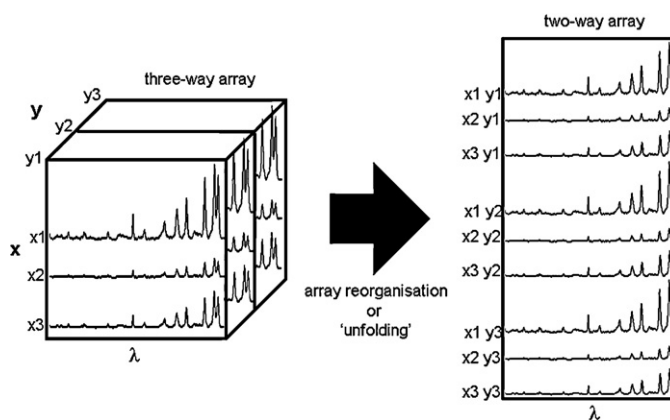 three-way array
y3
y
y2
y1
x1
x
x2
x3
λ
array reorganisation
or
'unfolding'
two-way array
x1 y1
x2 y1
x3 y1
x1 y2
x2 y2
x3 y2
x1 y3
x2 y3
x3 y3
λ